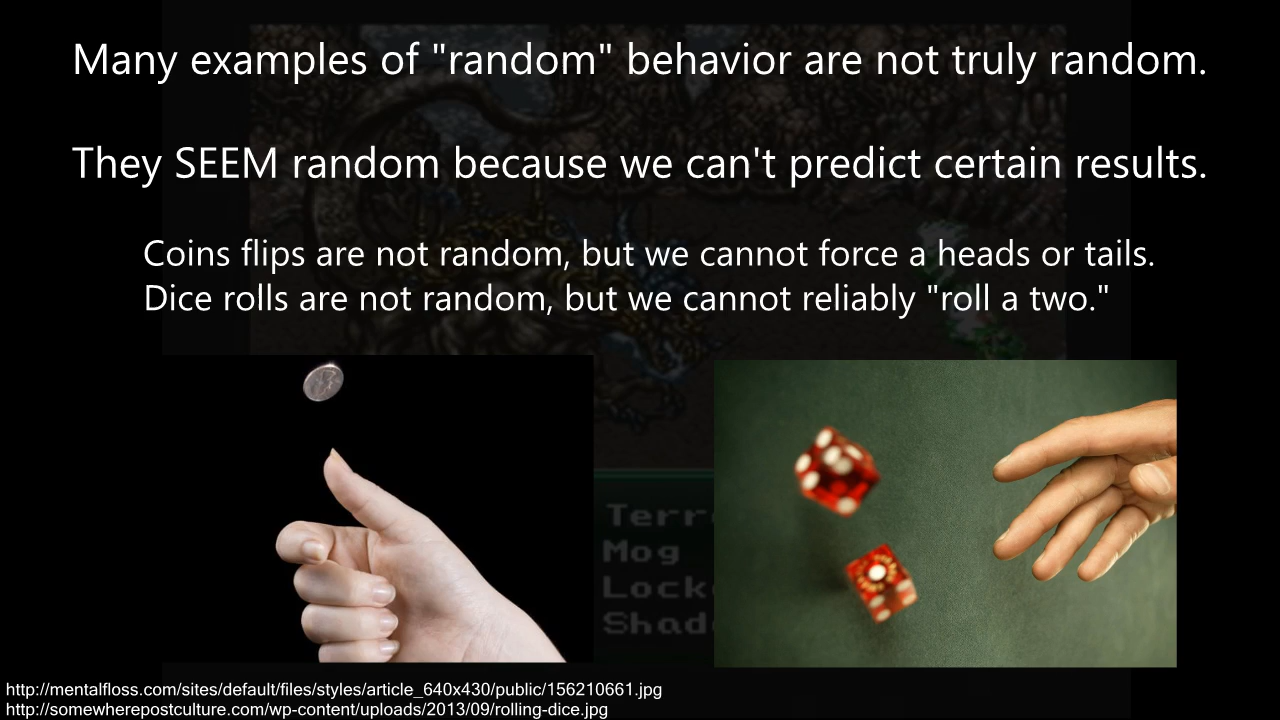 Many examples of "random" behavior are not truly random.
They SEEM random because we can't predict certain results.
Coins flips are not random, but we cannot force a heads or tails.
Dice rolls are not random, but we cannot reliably "roll a two."
Mog
http://mentalfloss.com/sites/default/files/styles/article_640x430/public/156210661.jpg
http://somewherepostculture.com/wp-content/uploads/2013/09/rolling-dice.jpg